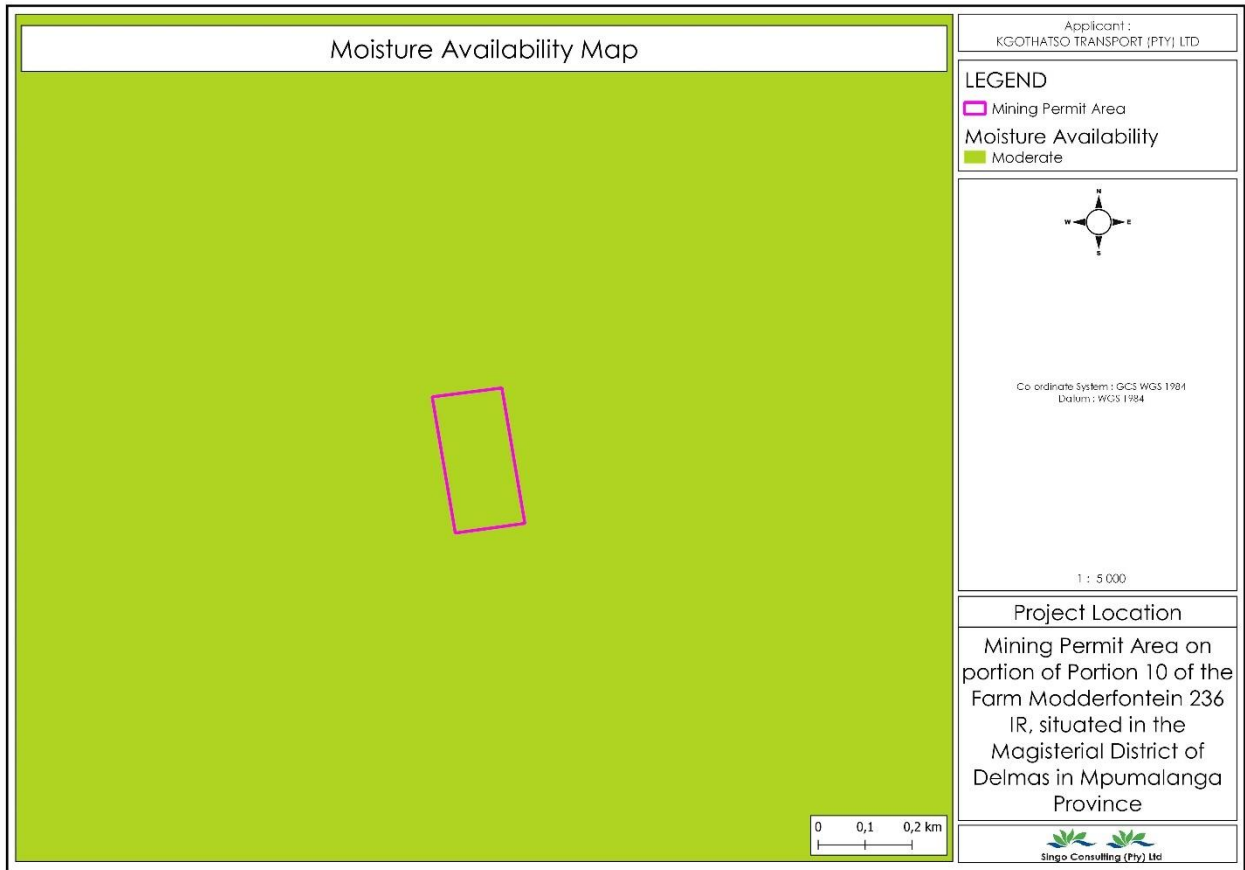 Moisture Availability Map
Applicant :
KGOTHATSO TRANSPORT (PTY) LTD
LEGEND
Mining Permit Area
Moisture Availability
Moderate
N
W E
S
Co ordinate System : GCS WGS 1984
Datum : WGS 1984
1 : 5 000
Project Location
Mining Permit Area on
portion of Portion 10 of the
Farm Modderfontein 236
IR, situated in the
Magisterial District of
Delmas in Mpumalanga
Province
0 0,1 0,2 km
Singo Consulting (Pty) Ltd